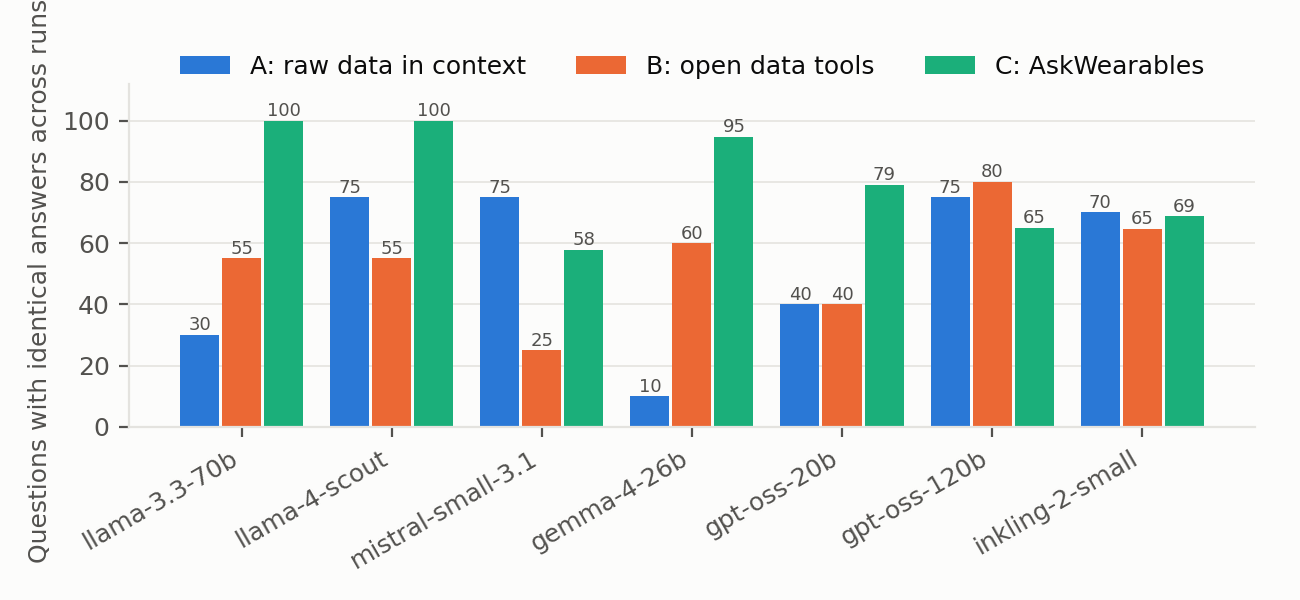 Questions with identical answers across runs
A: raw data in context
B: open data tools
C: AskWearables
100
80
60
40
20
0
30
55
100
75
55
100
75
25
58
10
60
95
40
40
79
75
80
65
70
65
69
llama-3.3-70b
llama-4-scout
mistral-small-3.1
gemma-4-26b
gpt-oss-20b
gpt-oss-120b
inkling-2-small